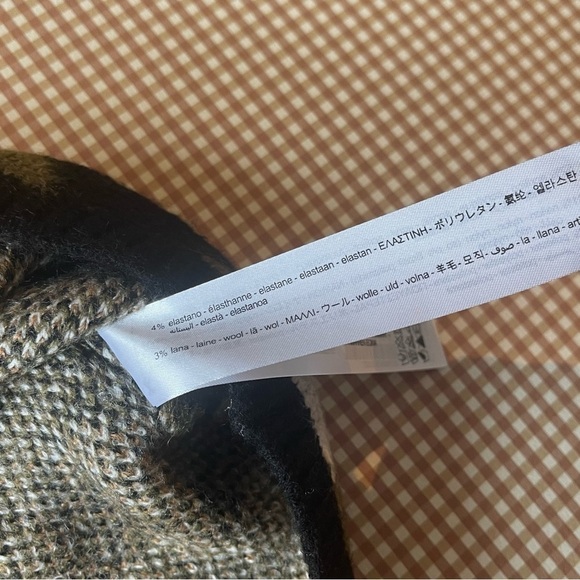 4% elastano - élasthanne - elastane - elastaan - elastan - ΕΛΑΣΤΙΝΗ - ポリウレタン - 氨纶 - 엘라스탄
إيلاستان - elastà - elastanoa
3% lana - laine - wool - lã - wol - ΜΑΛΛΙ - ウール - wolle - uld - volna - 羊毛 - 모직 - صوف - la - llana - art